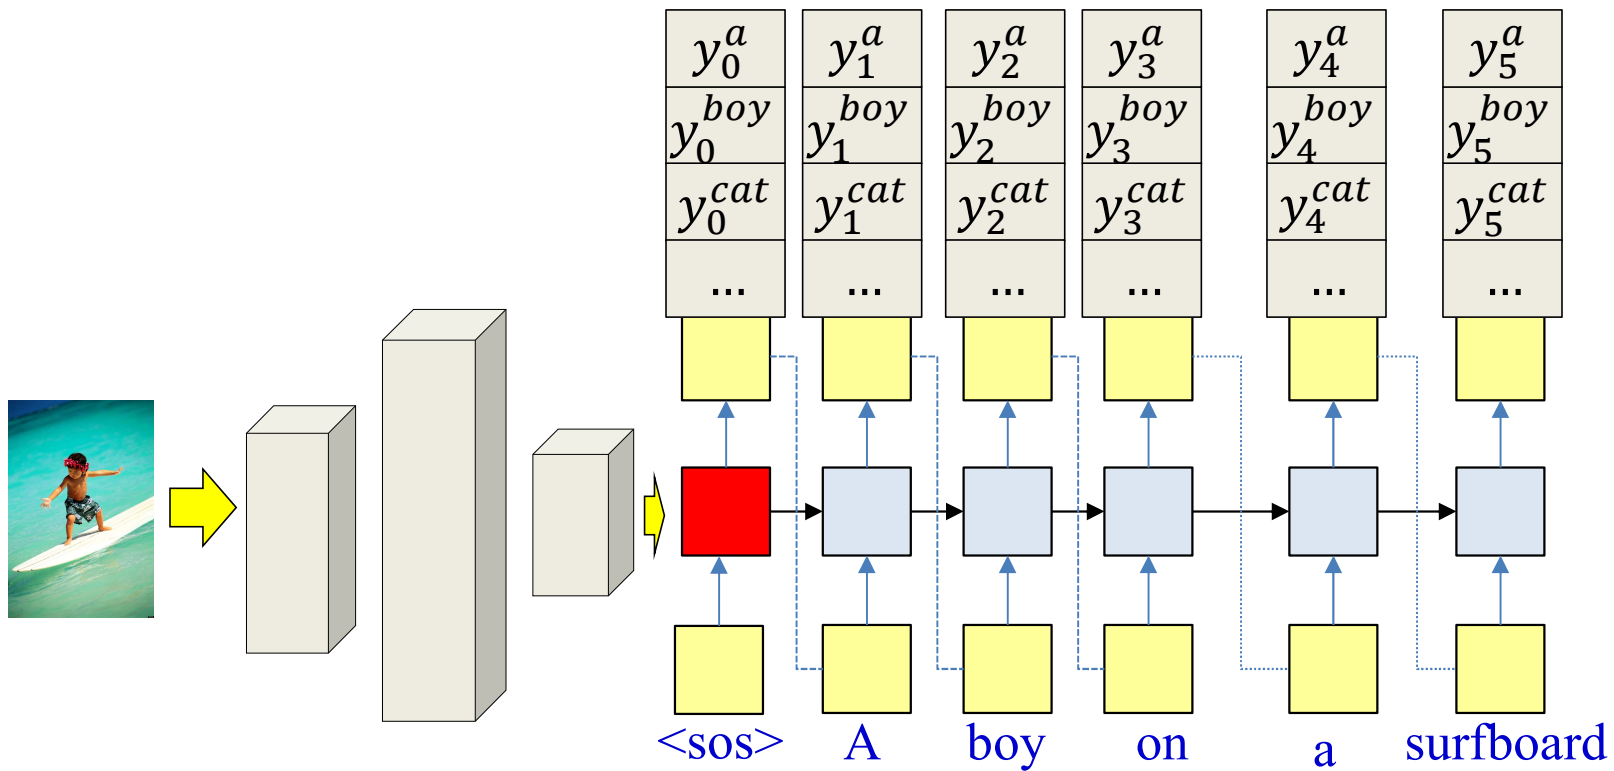 y_0^a y_1^a y_2^a y_3^a y_4^a y_5^a
y_0^boy y_1^boy y_2^boy y_3^boy y_4^boy y_5^boy
y_0^cat y_1^cat y_2^cat y_3^cat y_4^cat y_5^cat
... ... ... ... ... ...
<sos> A boy on a surfboard